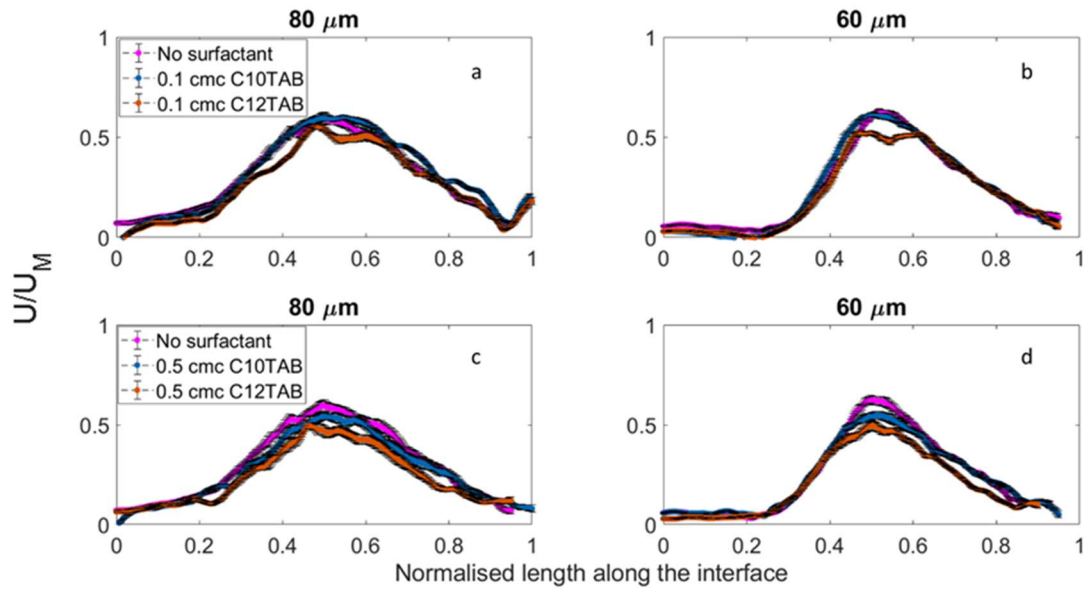 80 μm
60 μm
1
0.5
0
No surfactant
0.1 cmc C10TAB
0.1 cmc C12TAB
a
0 0.2 0.4 0.6 0.8 1
1
0.5
0
b
0 0.2 0.4 0.6 0.8 1
U/U_M
80 μm
60 μm
1
0.5
0
No surfactant
0.5 cmc C10TAB
0.5 cmc C12TAB
c
0 0.2 0.4 0.6 0.8 1
1
0.5
0
d
0 0.2 0.4 0.6 0.8 1
Normalised length along the interface